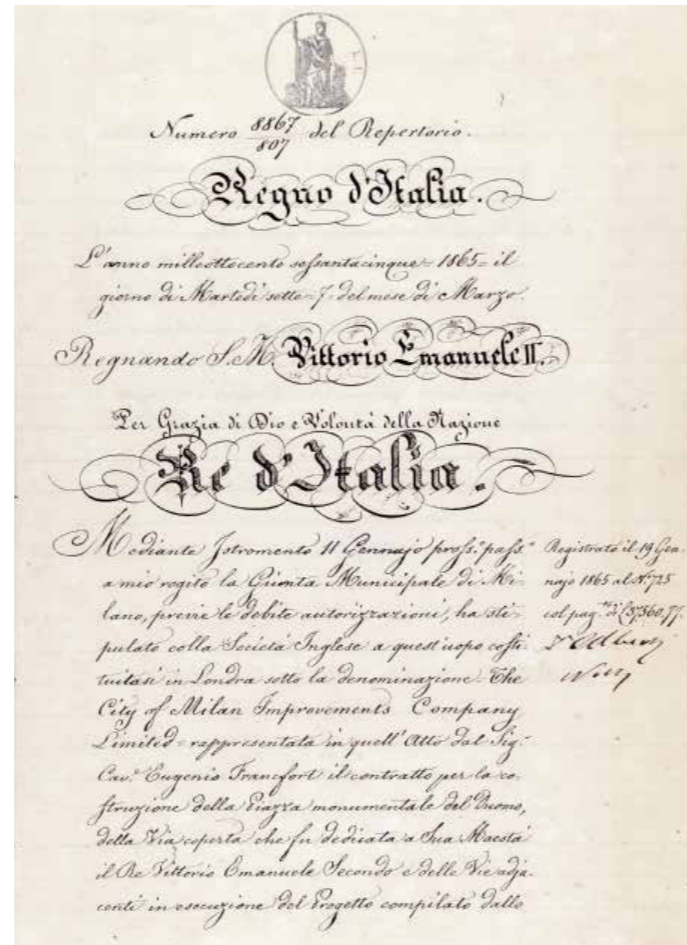 Numero 8867/807 del Repertorio.
Regno d'Italia.
L'anno milleottocento sessantacinque = 1865 = il
giorno di Martedì sette = 7 = del mese di Marzo.
Regnando S. M. Vittorio Emanuele II.
Per Grazia di Dio e Volontà della Nazione
Re d'Italia.
Mediante Istromento 11 Gennajo pross.º pass.º
a mio rogito la Giunta Municipale di Mi-
lano, previe le debite autorizzazioni, ha sti-
pulato colla Società Inglese a quest'uopo costi-
tuitasi in Londra sotto la denominazione = The
City of Milan Improvements Company
Limited = rappresentata in quell'Atto dal Sig.r
Cav.e Eugenio Francfort il contratto per la co-
struzione della Piazza monumentale del Duomo,
della Via coperta che fu dedicata a Sua Maestà
il Re Vittorio Emanuele Secondo e delle Vie adja-
centi in esecuzione del Progetto compilato dallo
Registrato il 19 Gen-
najo 1865 al N.º 725
col pag.to di